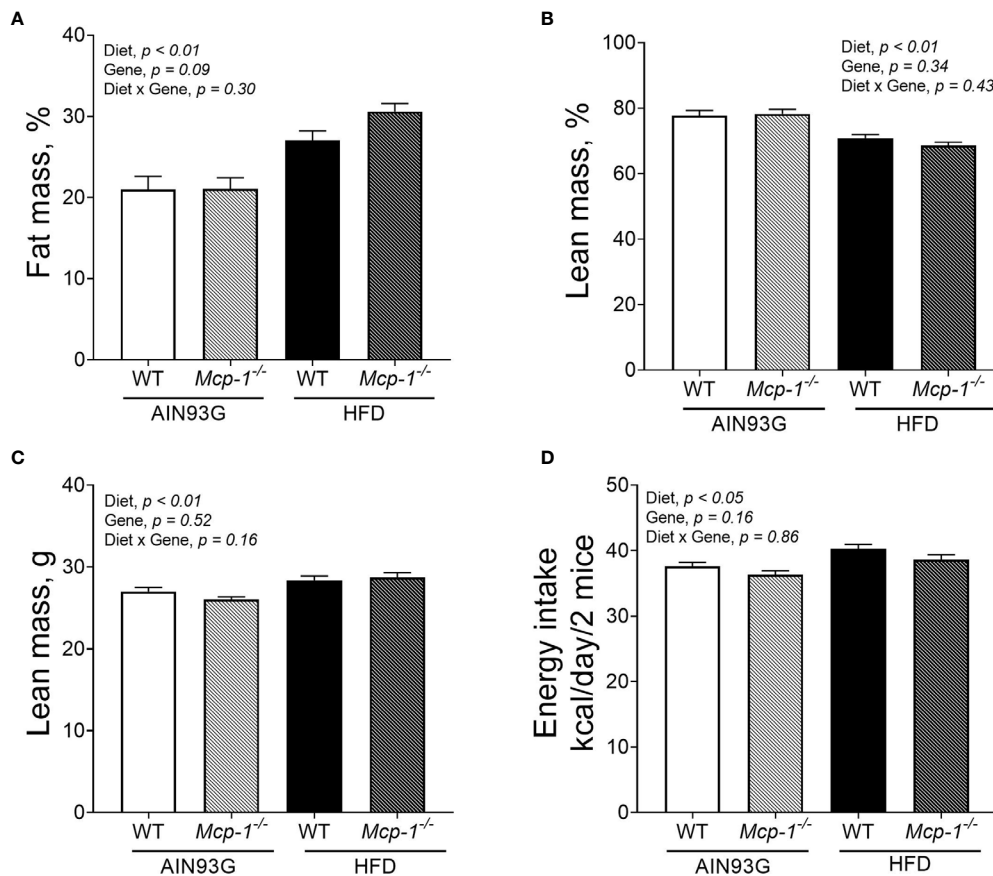 A
Diet, p < 0.01
Gene, p = 0.09
Diet x Gene, p = 0.30
Fat mass, %
40
30
20
10
0
WT Mcp-1⁻/⁻ WT Mcp-1⁻/⁻
AIN93G HFD
B
Diet, p < 0.01
Gene, p = 0.34
Diet x Gene, p = 0.43
Lean mass, %
100
80
60
40
20
0
WT Mcp-1⁻/⁻ WT Mcp-1⁻/⁻
AIN93G HFD
C
Diet, p < 0.01
Gene, p = 0.52
Diet x Gene, p = 0.16
Lean mass, g
40
30
20
10
0
WT Mcp-1⁻/⁻ WT Mcp-1⁻/⁻
AIN93G HFD
D
Diet, p < 0.05
Gene, p = 0.16
Diet x Gene, p = 0.86
Energy intake
kcal/day/2 mice
50
40
30
20
10
0
WT Mcp-1⁻/⁻ WT Mcp-1⁻/⁻
AIN93G HFD